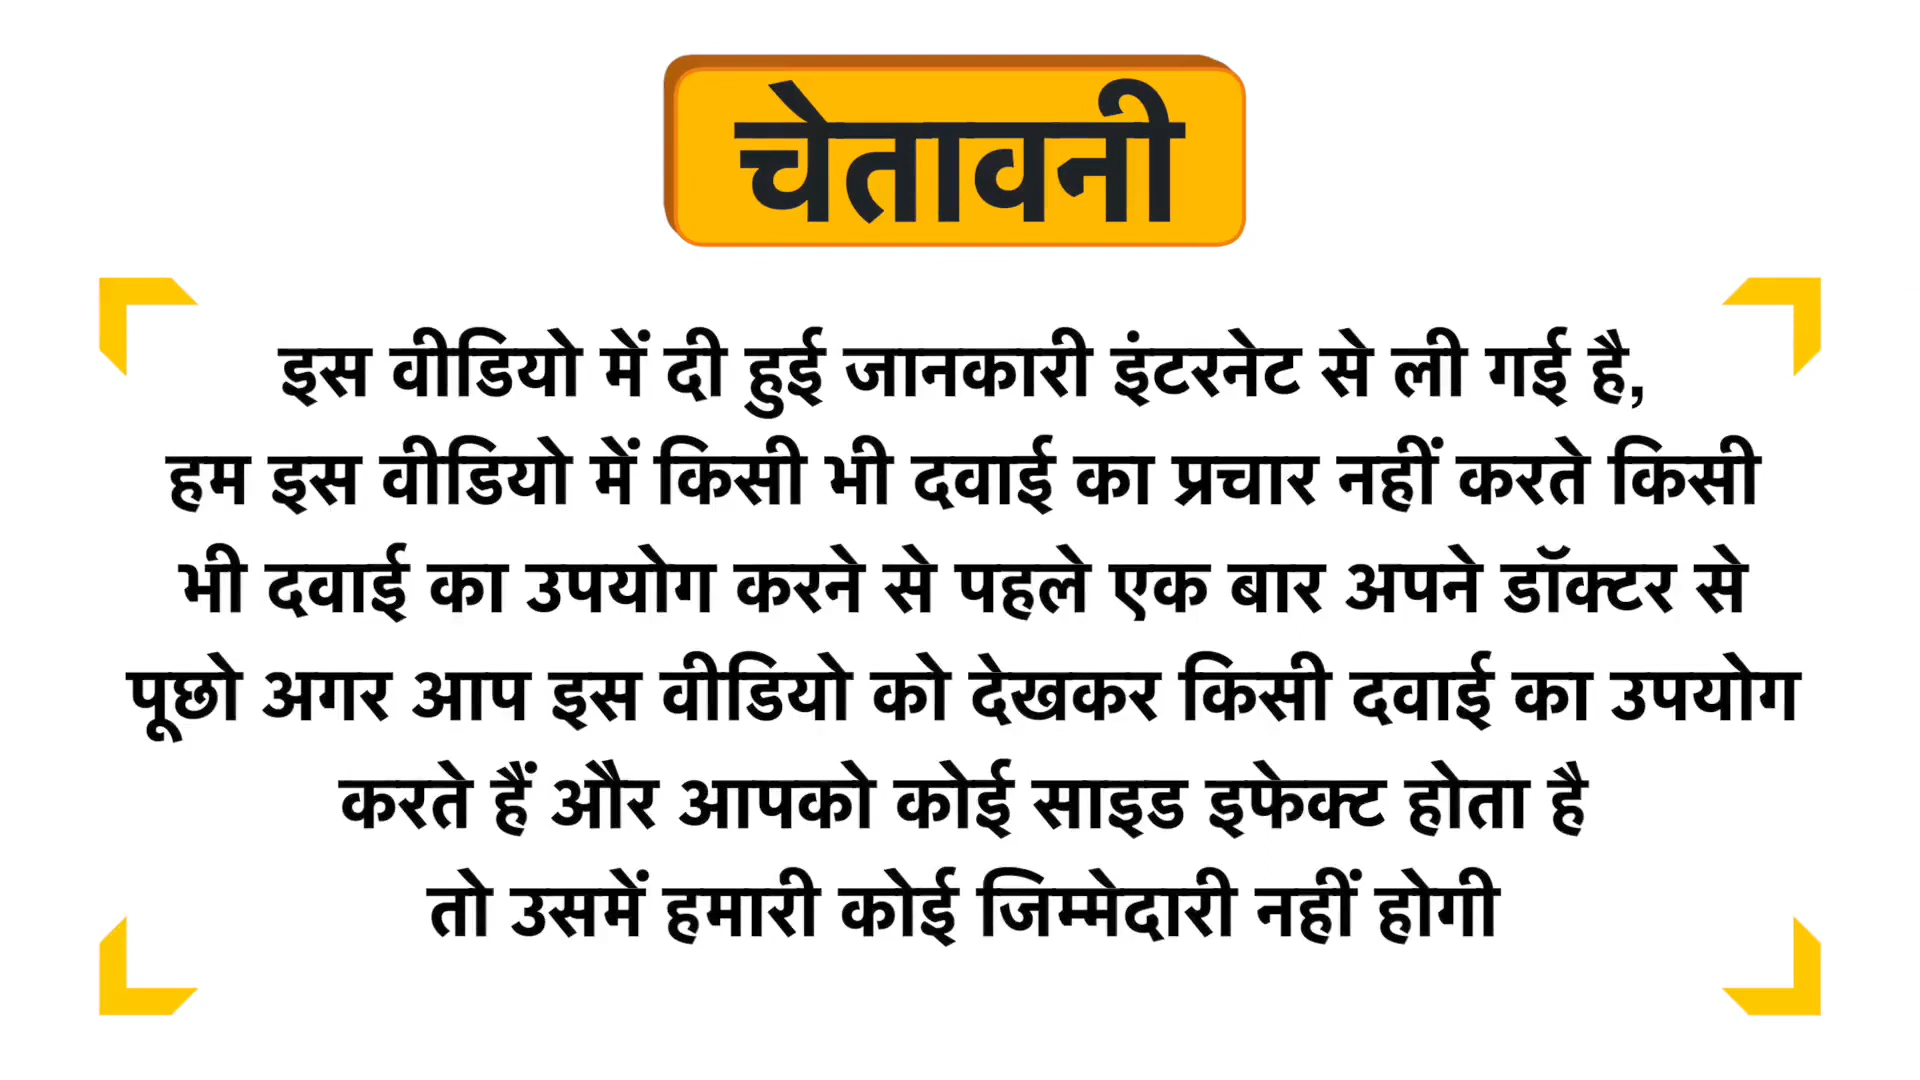 चेतावनी
इस वीडियो में दी हुई जानकारी इंटरनेट से ली गई है,
हम इस वीडियो में किसी भी दवाई का प्रचार नहीं करते किसी
भी दवाई का उपयोग करने से पहले एक बार अपने डॉक्टर से
पूछो अगर आप इस वीडियो को देखकर किसी दवाई का उपयोग
करते हैं और आपको कोई साइड इफेक्ट होता है
तो उसमें हमारी कोई जिम्मेदारी नहीं होगी